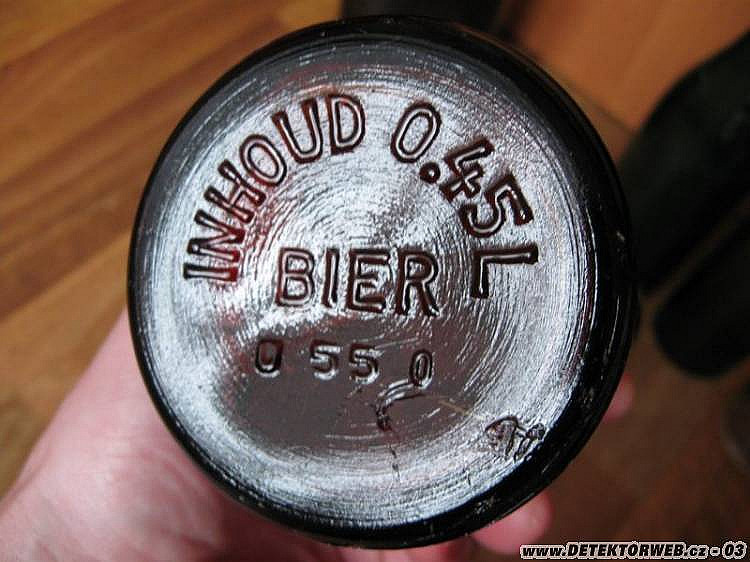 INHOUD 0.45L
BIER
0 55 0
www.DETEKTORWEB.cz - 03